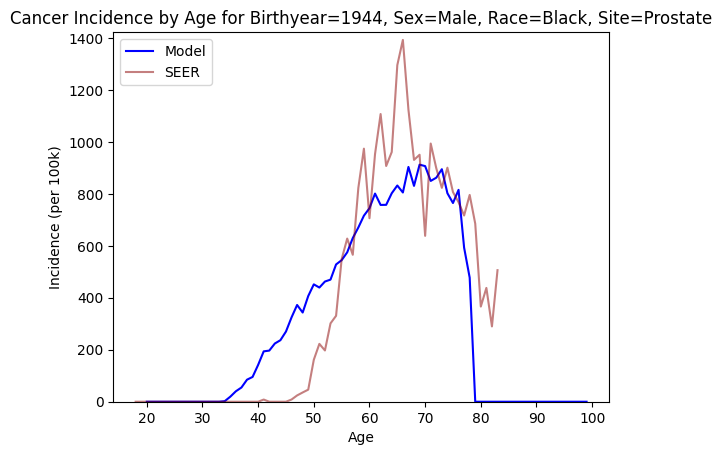 Cancer Incidence by Age for Birthyear=1944, Sex=Male, Race=Black, Site=Prostate
Model
SEER
Incidence (per 100k)
1400
1200
1000
800
600
400
200
0
20 30 40 50 60 70 80 90 100
Age